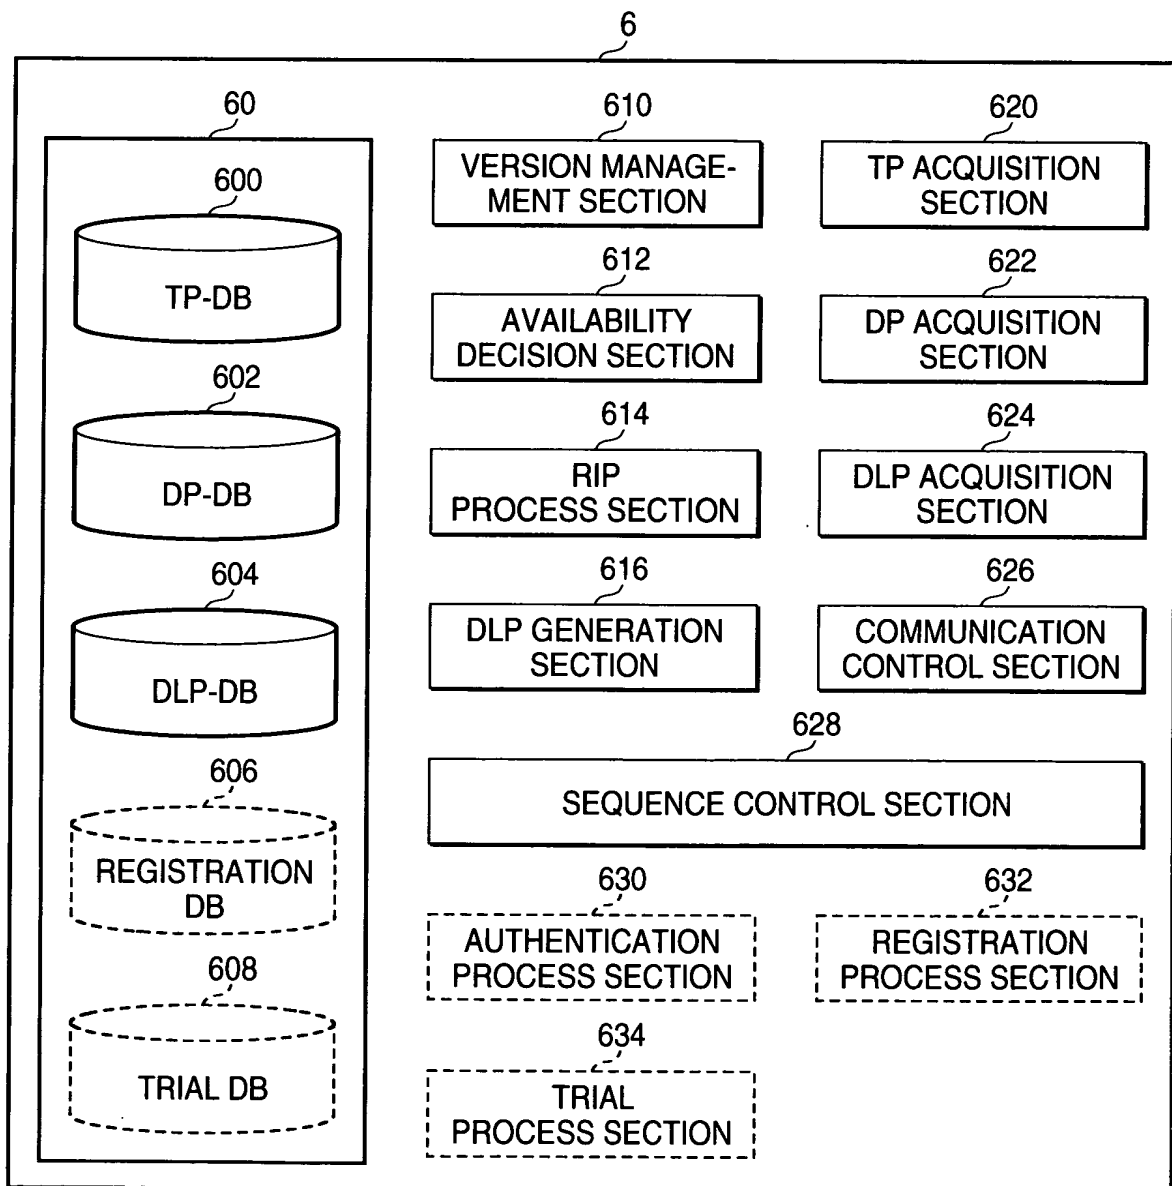 6
60
600
TP-DB
602
DP-DB
604
DLP-DB
606
REGISTRATION
DB
608
TRIAL DB
610
VERSION MANAGE-
MENT SECTION
620
TP ACQUISITION
SECTION
612
AVAILABILITY
DECISION SECTION
622
DP ACQUISITION
SECTION
614
RIP
PROCESS SECTION
624
DLP ACQUISITION
SECTION
616
DLP GENERATION
SECTION
626
COMMUNICATION
CONTROL SECTION
628
SEQUENCE CONTROL SECTION
630
AUTHENTICATION
PROCESS SECTION
632
REGISTRATION
PROCESS SECTION
634
TRIAL
PROCESS SECTION